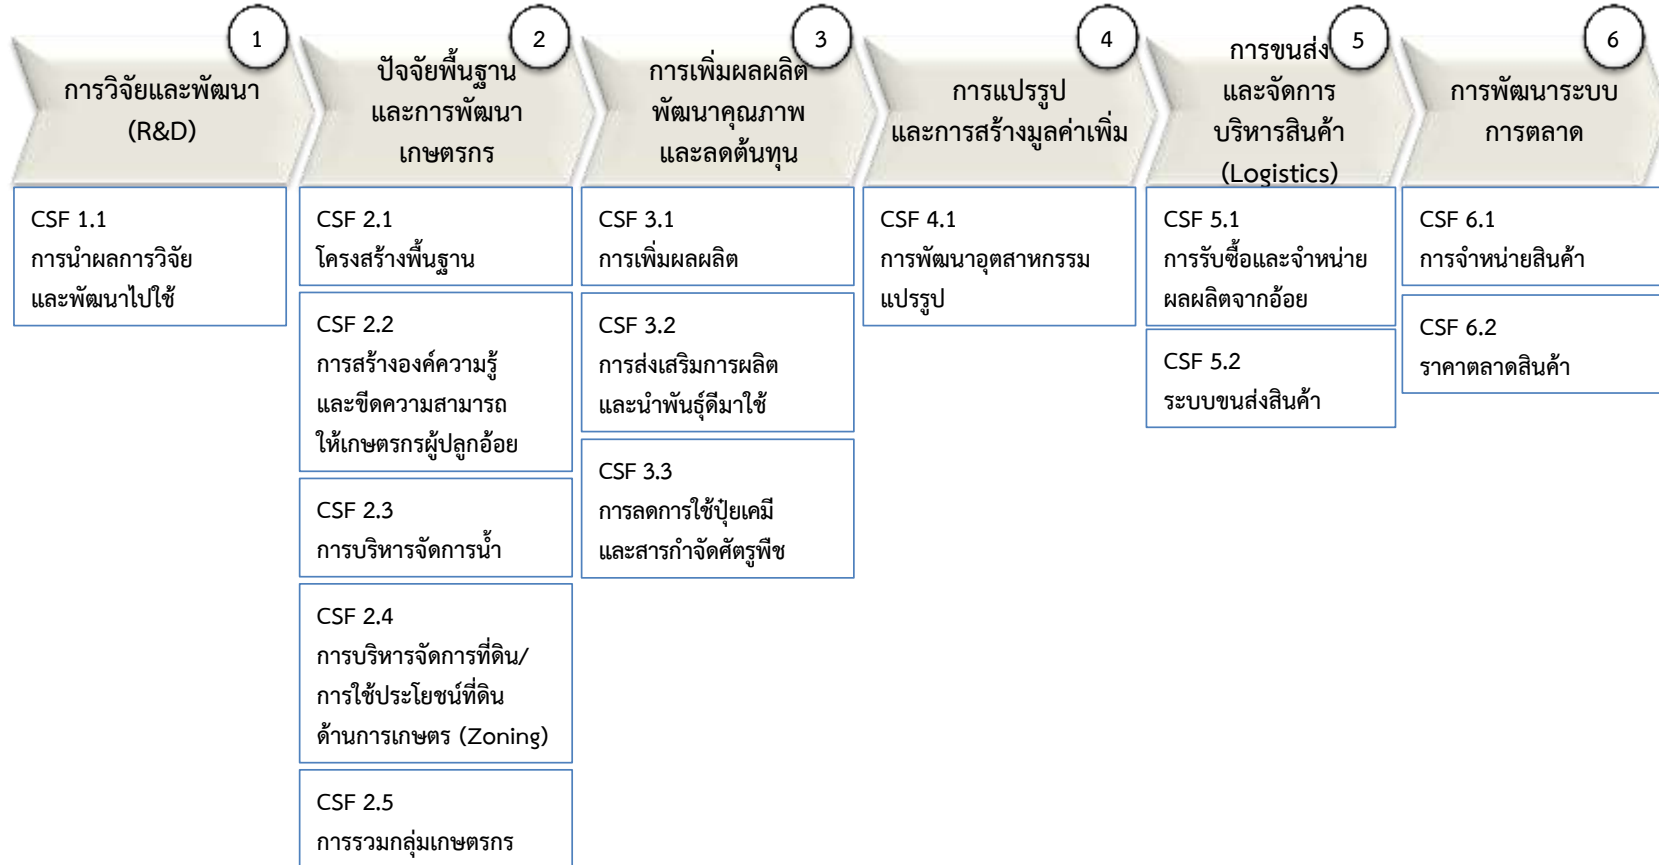 1
การวิจัยและพัฒนา
(R&D)
2
ปัจจัยพื้นฐาน
และการพัฒนา
เกษตรกร
3
การเพิ่มผลผลิต
พัฒนาคุณภาพ
และลดต้นทุน
4
การแปรรูป
และการสร้างมูลค่าเพิ่ม
5
การขนส่ง
และจัดการ
บริหารสินค้า
(Logistics)
6
การพัฒนาระบบ
การตลาด
CSF 1.1
การนำผลการวิจัย
และพัฒนาไปใช้
CSF 2.1
โครงสร้างพื้นฐาน
CSF 2.2
การสร้างองค์ความรู้
และขีดความสามารถ
ให้เกษตรกรผู้ปลูกอ้อย
CSF 2.3
การบริหารจัดการน้ำ
CSF 2.4
การบริหารจัดการที่ดิน/
การใช้ประโยชน์ที่ดิน
ด้านการเกษตร (Zoning)
CSF 2.5
การรวมกลุ่มเกษตรกร
CSF 3.1
การเพิ่มผลผลิต
CSF 3.2
การส่งเสริมการผลิต
และนำพันธุ์ดีมาใช้
CSF 3.3
การลดการใช้ปุ๋ยเคมี
และสารกำจัดศัตรูพืช
CSF 4.1
การพัฒนาอุตสาหกรรม
แปรรูป
CSF 5.1
การรับซื้อและจำหน่าย
ผลผลิตจากอ้อย
CSF 5.2
ระบบขนส่งสินค้า
CSF 6.1
การจำหน่ายสินค้า
CSF 6.2
ราคาตลาดสินค้า